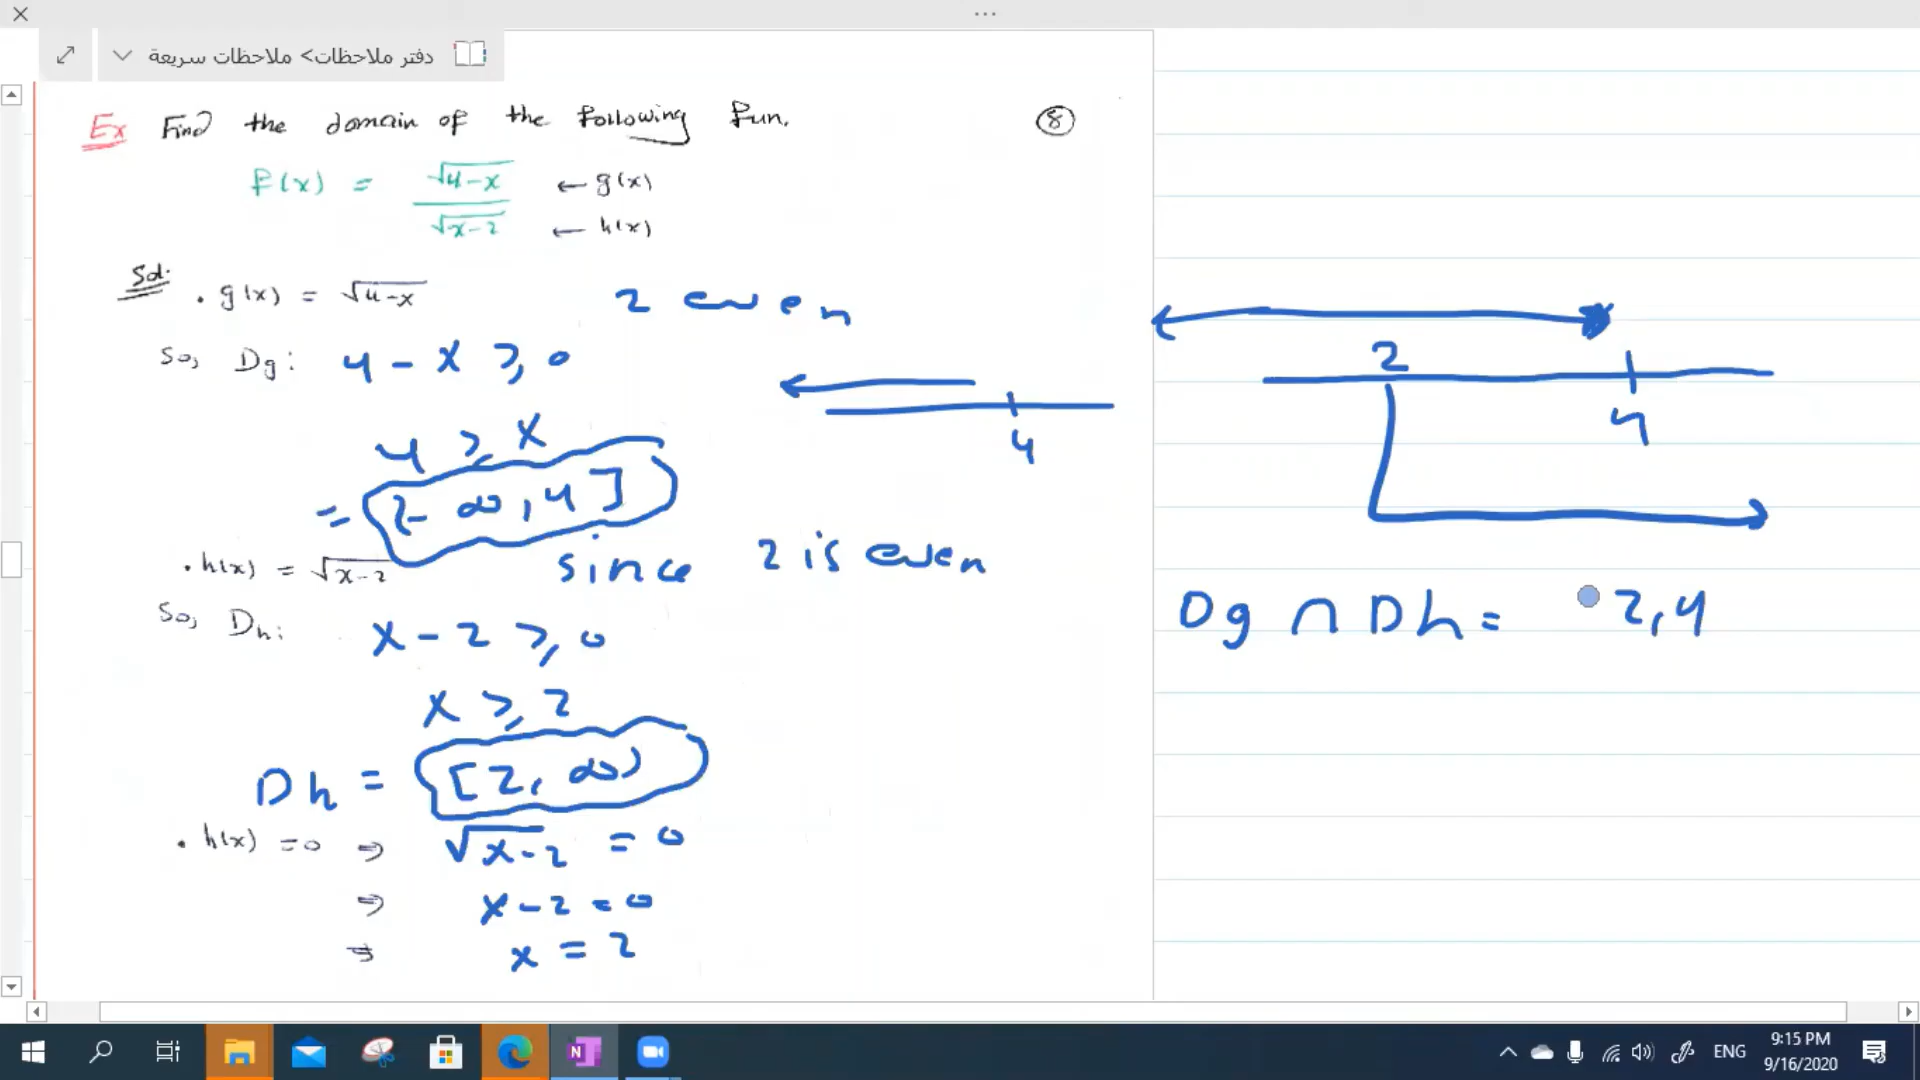 دفتر ملاحظات> ملاحظات سريعة
Ex Find the domain of the following fun. 8
F(x) = √4-x / √x-2
← g(x)
← h(x)
Sol:
. g(x) = √4-x 2 even
So, Dg: 4 - x ≥ 0
4 ≥ x
= (-∞, 4]
4
. h(x) = √x-2 since 2 is even
So, Dh: x - 2 ≥ 0
x ≥ 2
Dh = [2, ∞)
. h(x) = 0 ⇒ √x-2 = 0
⇒ x - 2 = 0
⇒ x = 2
2
4
Dg ∩ Dh = 2,4
ENG
9:15 PM
9/16/2020